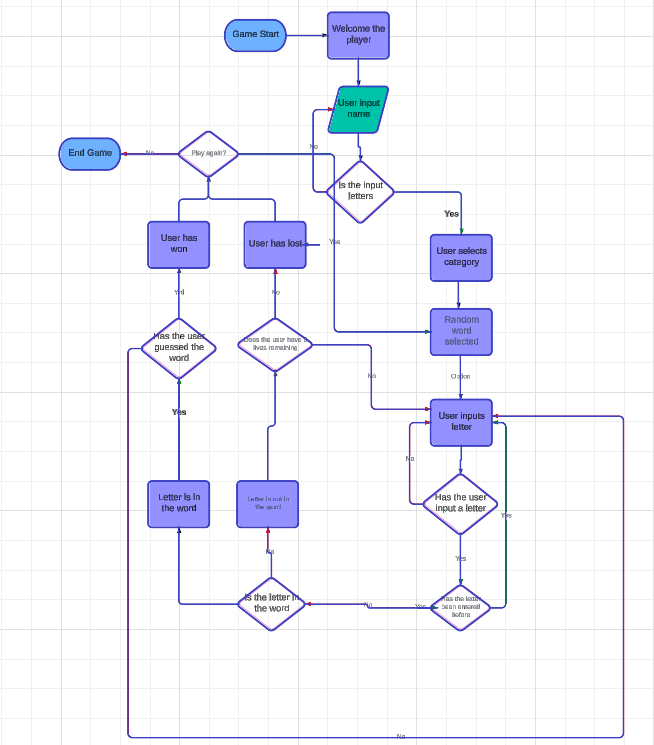 Game Start
Welcome the
player
User input
name
No
End Game
No
Play again?
Is the input
letters
Yes
User has
won
User has lost
Yes
User selects
category
Yes
No
Random
word
selected
Has the user
guessed the
word
Does the user have
lives remaining
No
Option
Yes
User inputs
letter
No
Letter is in
the word
Letter is not in
the word
Has the user
input a letter
Yes
No
Yes
Is the letter in
the word
No
Yes
Has the letter
been entered
before
No